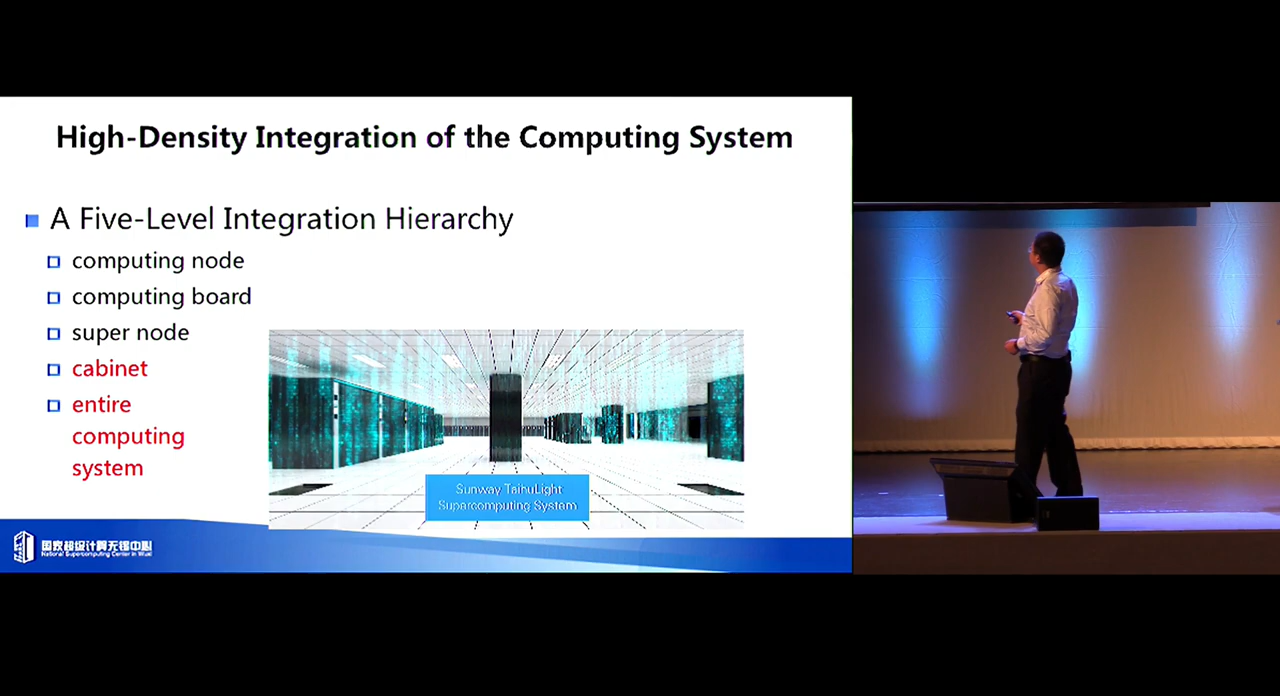 High-Density Integration of the Computing System
A Five-Level Integration Hierarchy
computing node
computing board
super node
cabinet
entire
computing
system
Sunway TaihuLight
Supercomputing System
国家超级计算无锡中心
National Supercomputing Center in Wuxi